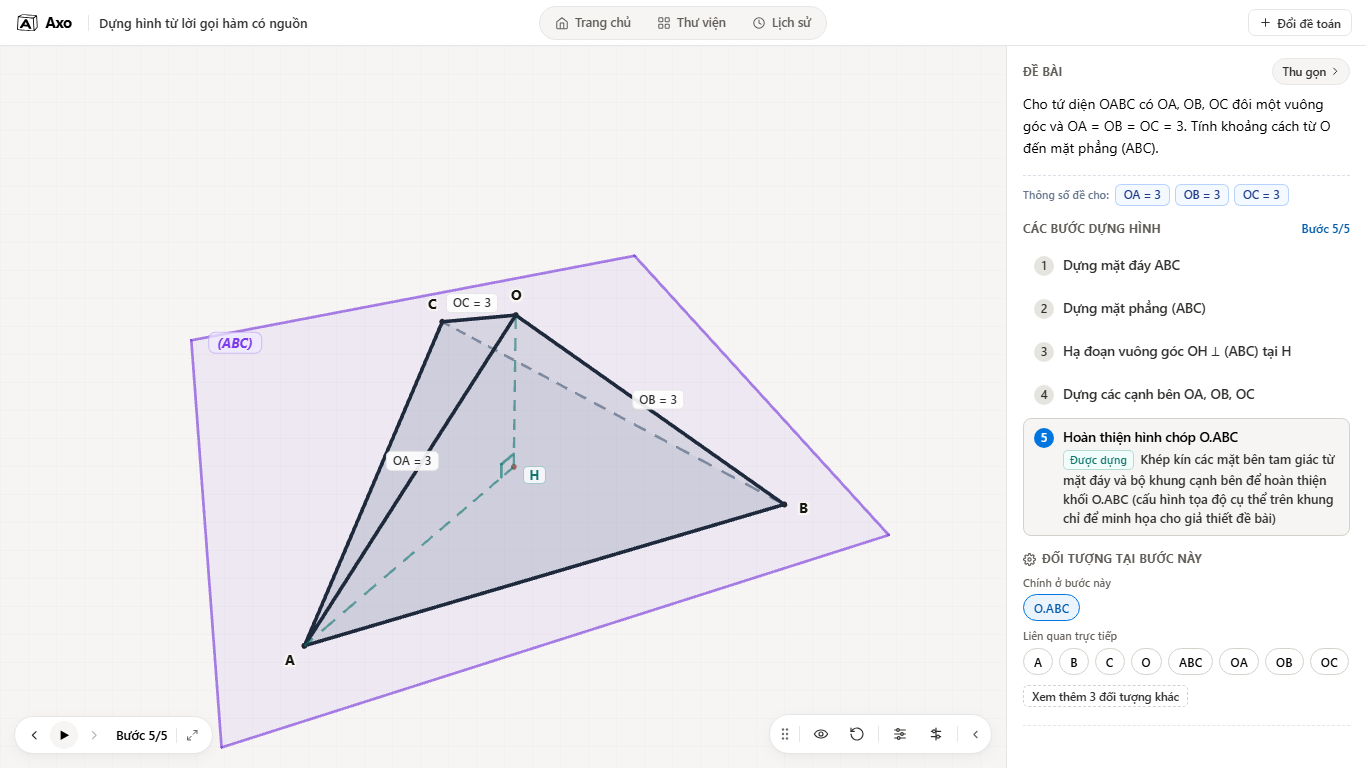 Axo
Dựng hình từ lời gọi hàm có nguồn
Trang chủ
Thư viện
Lịch sử
Đổi đề toán
ĐỀ BÀI
Thu gọn
Cho tứ diện OABC có OA, OB, OC đôi một vuông
góc và OA = OB = OC = 3. Tính khoảng cách từ O
đến mặt phẳng (ABC).
Thông số đề cho: OA = 3 OB = 3 OC = 3
CÁC BƯỚC DỰNG HÌNH
Bước 5/5
1 Dựng mặt đáy ABC
2 Dựng mặt phẳng (ABC)
3 Hạ đoạn vuông góc OH ⊥ (ABC) tại H
4 Dựng các cạnh bên OA, OB, OC
5 Hoàn thiện hình chóp O.ABC
Được dựng Khép kín các mặt bên tam giác từ
mặt đáy và bộ khung cạnh bên để hoàn thiện
khối O.ABC (cấu hình tọa độ cụ thể trên khung
chỉ để minh họa cho giả thiết đề bài)
ĐỐI TƯỢNG TẠI BƯỚC NÀY
Chính ở bước này
O.ABC
Liên quan trực tiếp
A B C O ABC OA OB OC
Xem thêm 3 đối tượng khác
C
OC = 3
O
(ABC)
OB = 3
OA = 3
H
B
A
Bước 5/5